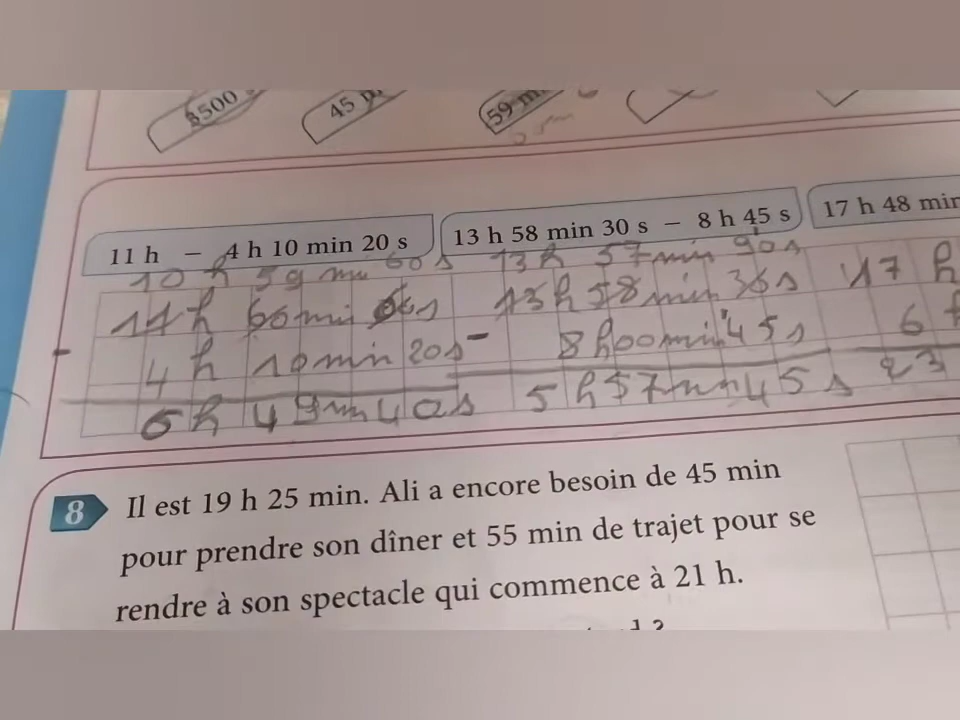 $500
45 m
59 m
11 h – 4 h 10 min 20 s
13 h 58 min 30 s – 8 h 45 s
17 h 48 min
10 h 59 min 60 s
13 h 57 min 90 s
11 h 60 min 60 s
13 h 58 min 30 s
17 h
- 4 h 10 min 20 s
- 8 h 00 min 45 s
6 h
6 h 49 m 40 s
5 h 57 min 45 s
23
8 Il est 19 h 25 min. Ali a encore besoin de 45 min
pour prendre son dîner et 55 min de trajet pour se
rendre à son spectacle qui commence à 21 h.